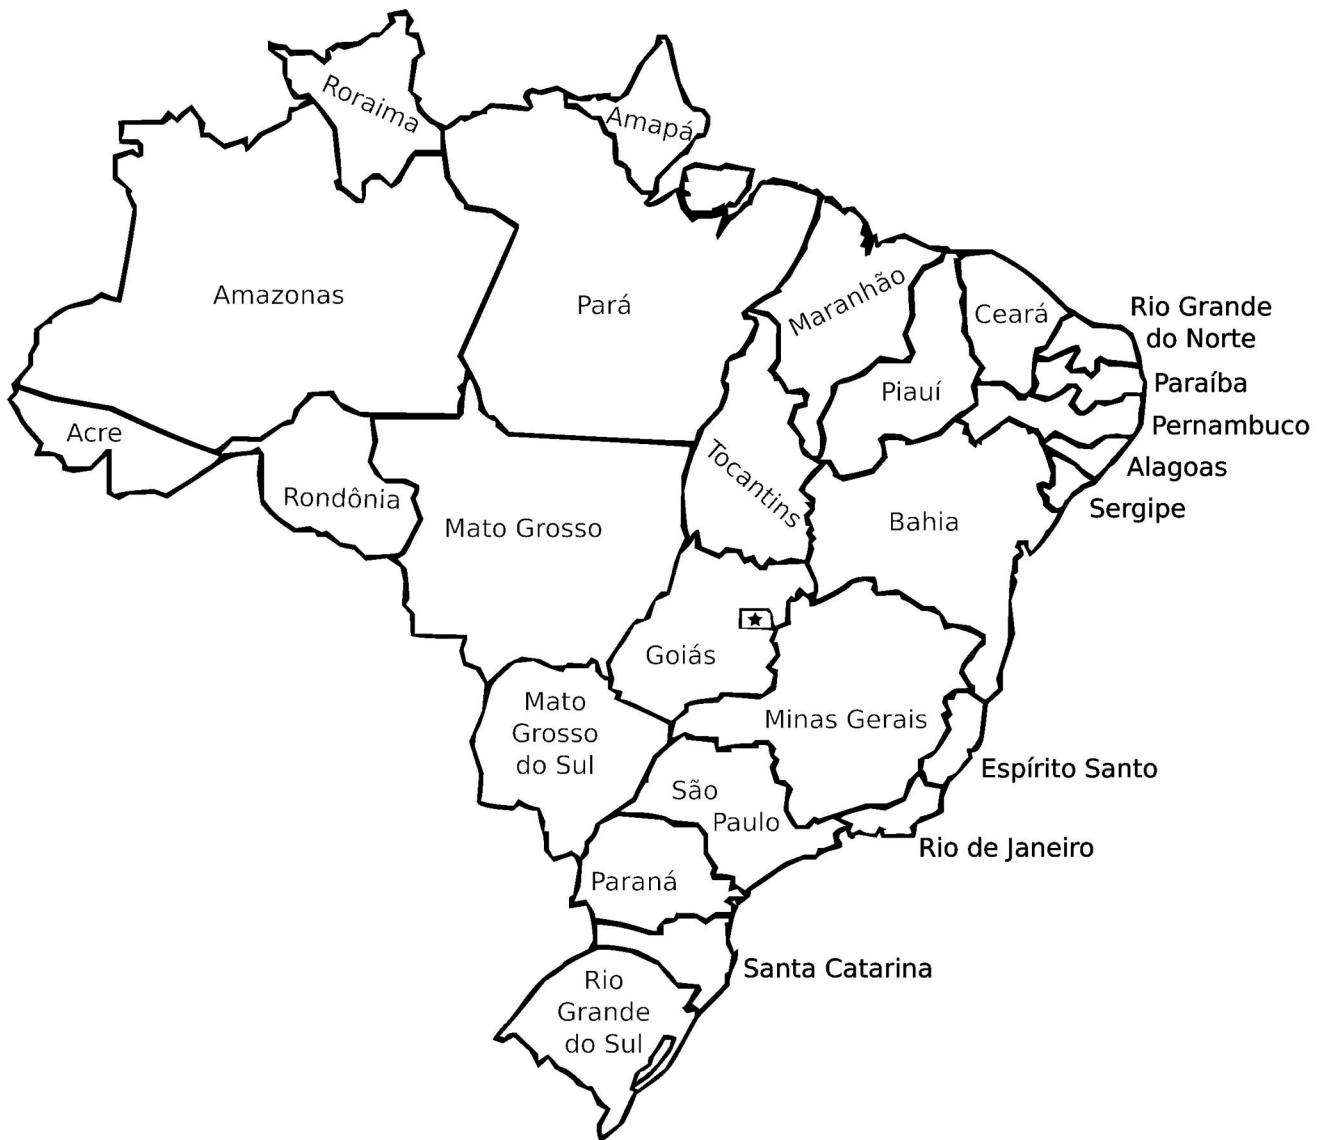 Roraima
Amapá
Amazonas
Pará
Maranhão
Ceará
Rio Grande
do Norte
Paraíba
Piauí
Pernambuco
Acre
Alagoas
Tocantins
Rondônia
Sergipe
Mato Grosso
Bahia
Goiás
Mato
Grosso
do Sul
Minas Gerais
Espírito Santo
São
Paulo
Rio de Janeiro
Paraná
Santa Catarina
Rio
Grande
do Sul